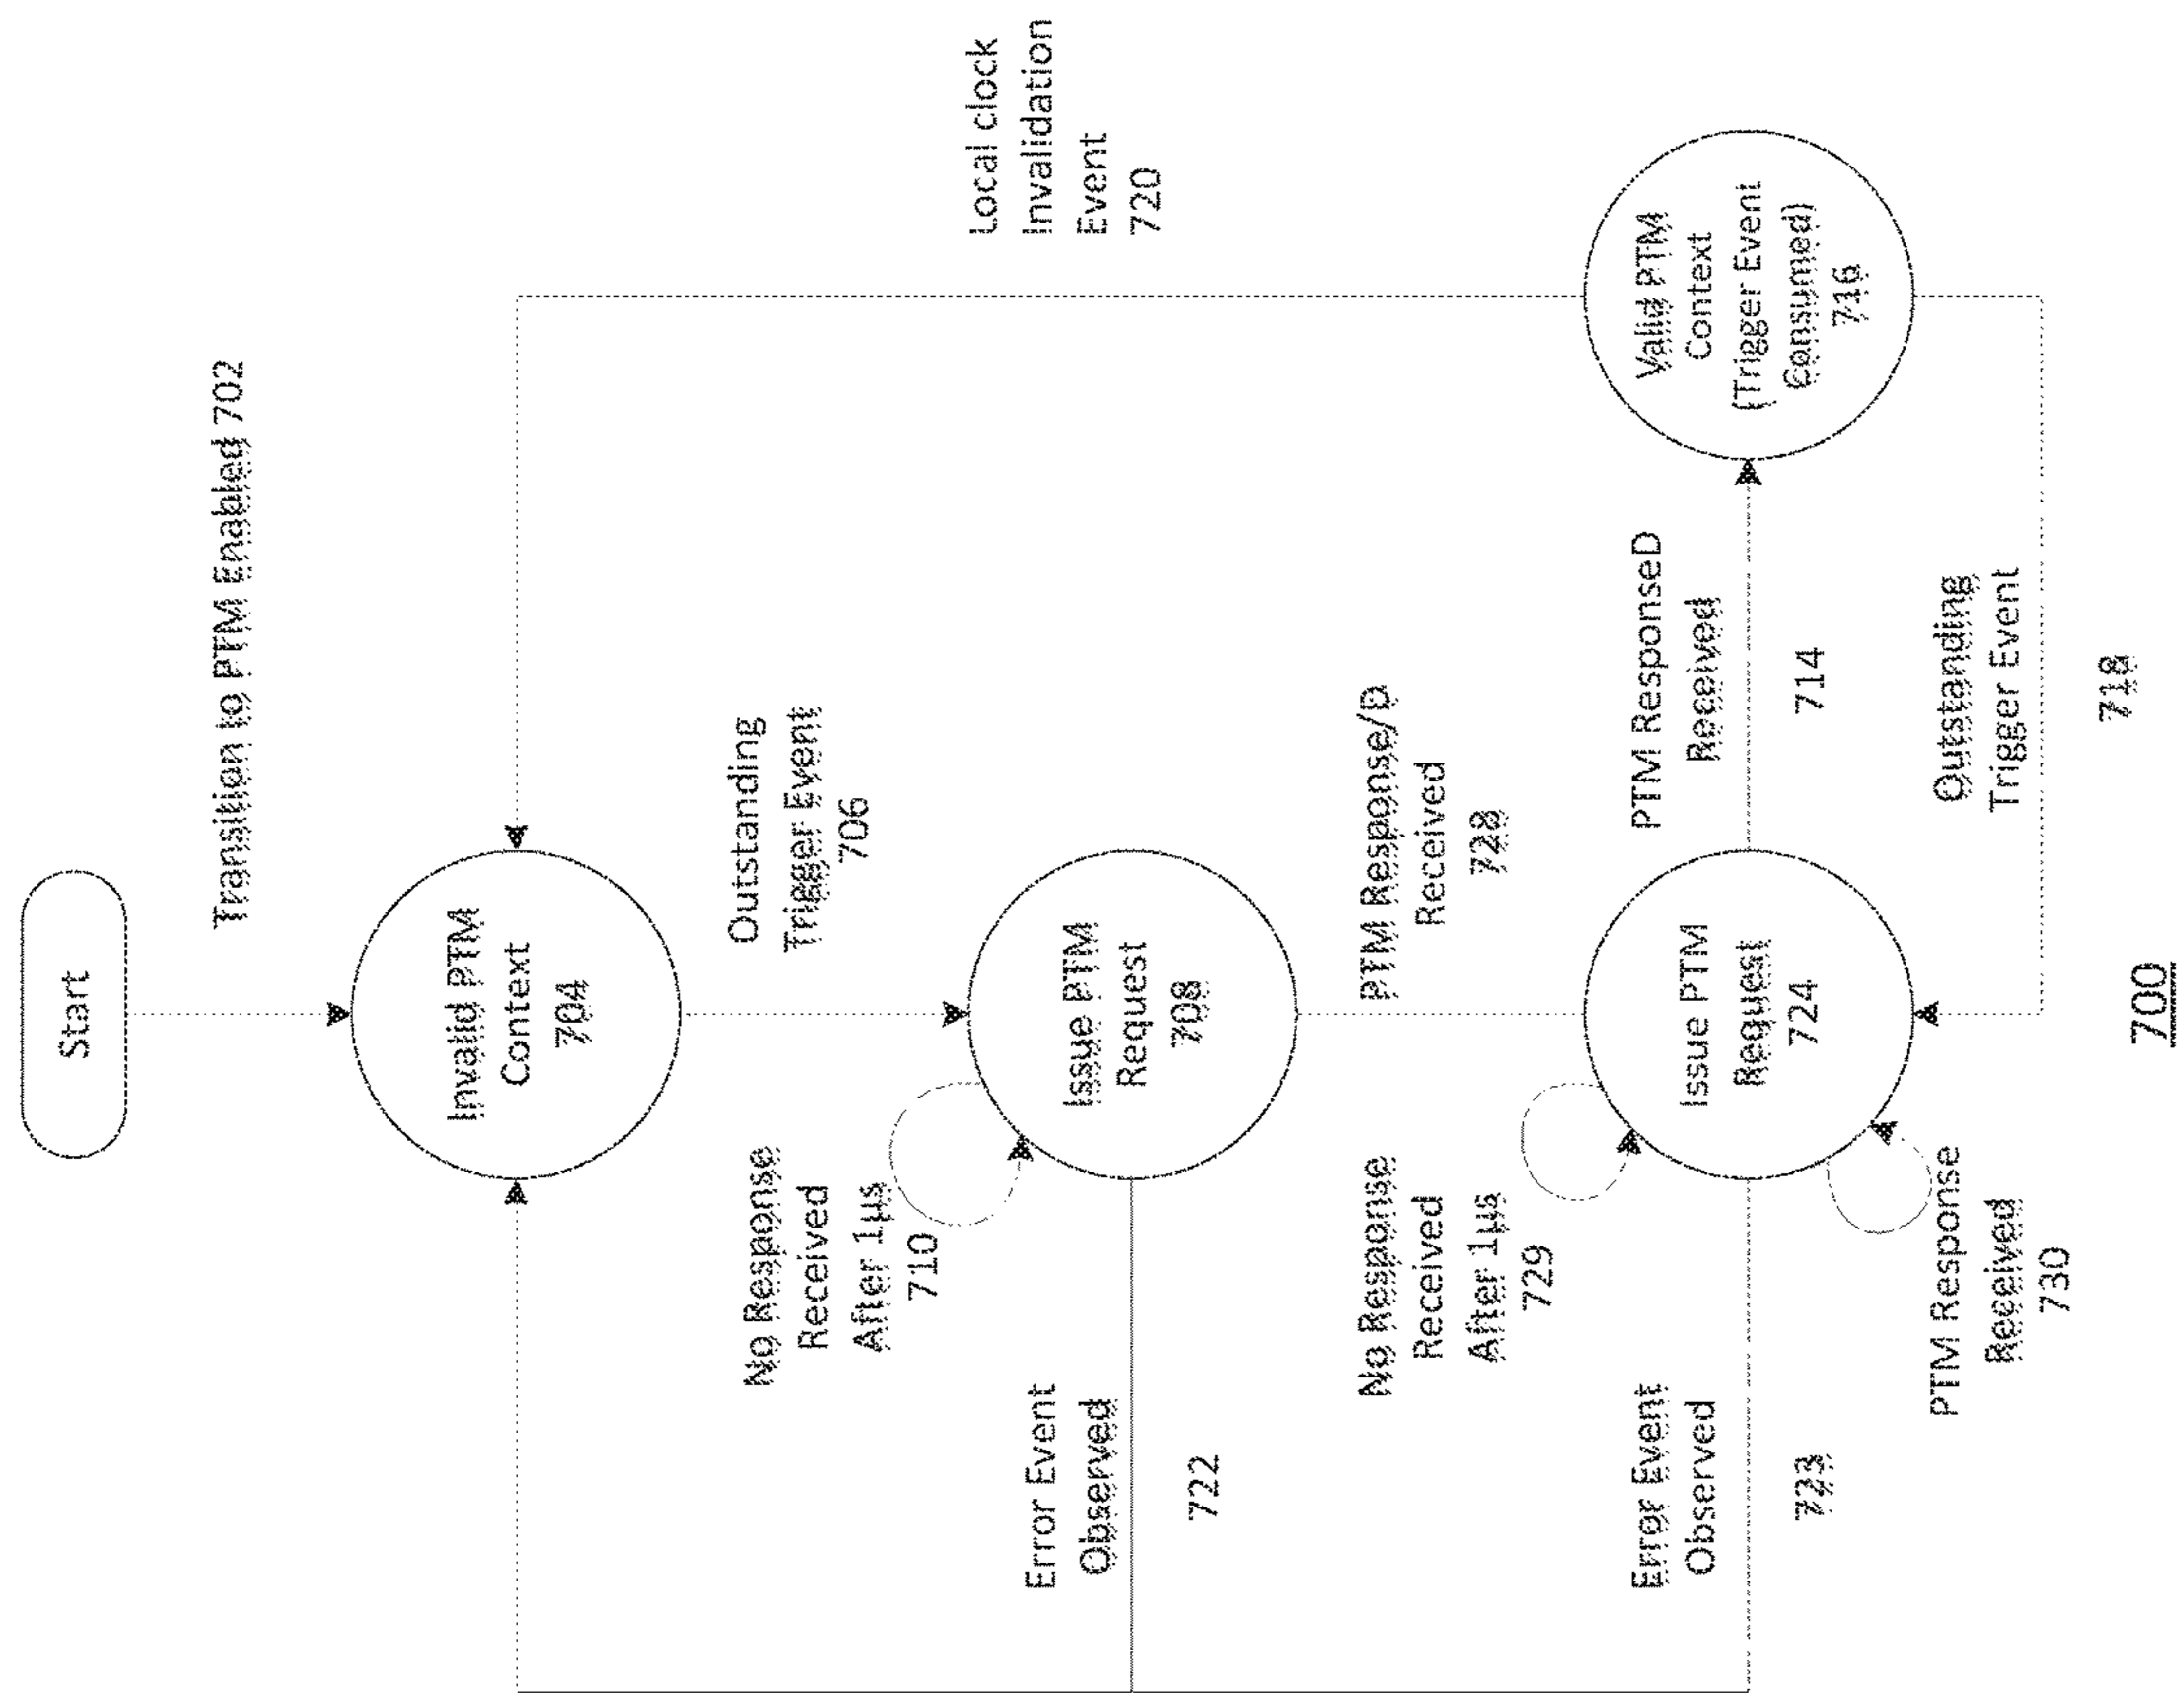 Start
Transition to PTM Enabled 702
Invalid PTM
Context
704
Local clock
Invalidation
Event
720
Outstanding
Trigger Event
706
No Response
Received
After 1µs
710
Issue PTM
Request
708
Error Event
Observed
722
PTM Response/D
Received
728
No Response
Received
After 1µs
729
Issue PTM
Request
724
Error Event
Observed
723
PTM Response
Received
730
PTM ResponseD
Received
714
Valid PTM
Context
(Trigger Event
Consumed)
716
Outstanding
Trigger Event
718
700